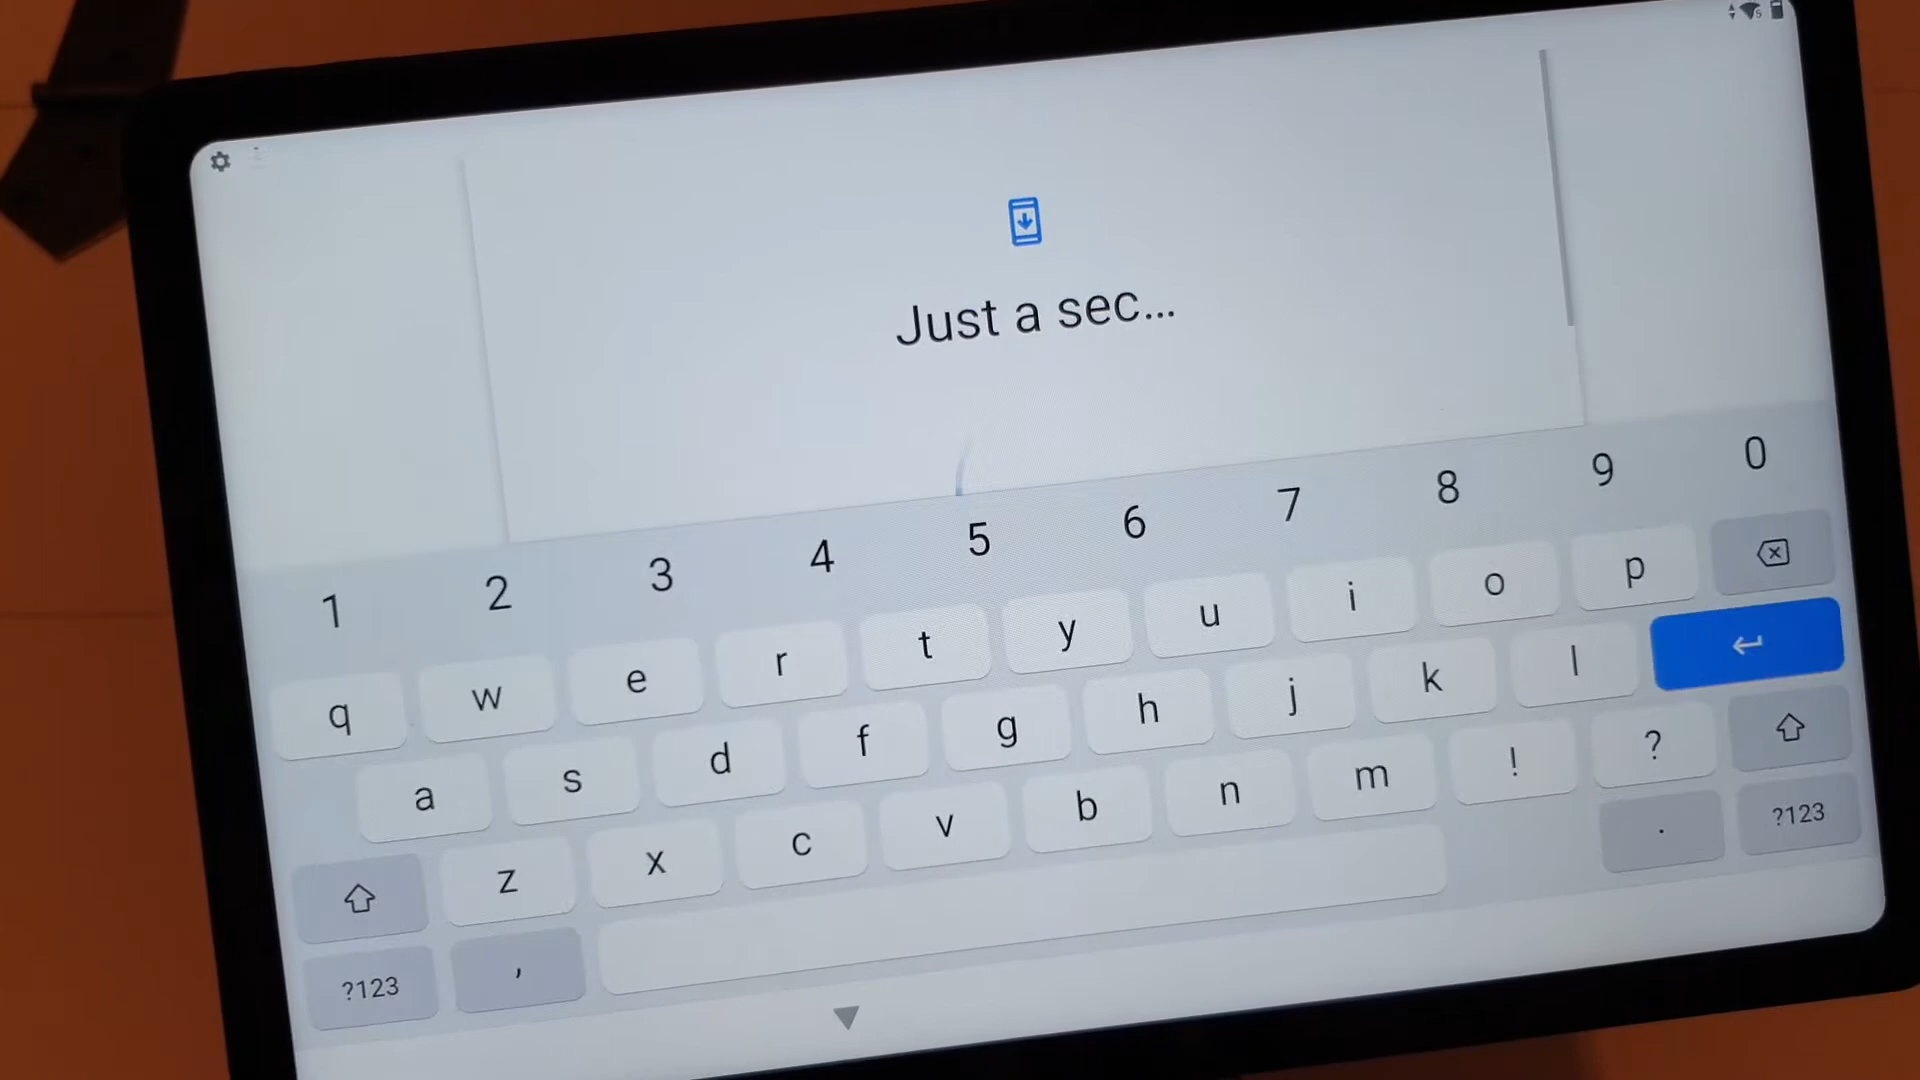 Just a sec...
1 2 3 4 5 6 7 8 9 0
q w e r t y u i o p
a s d f g h j k l
z x c v b n m ! ?
?123 , . ?123